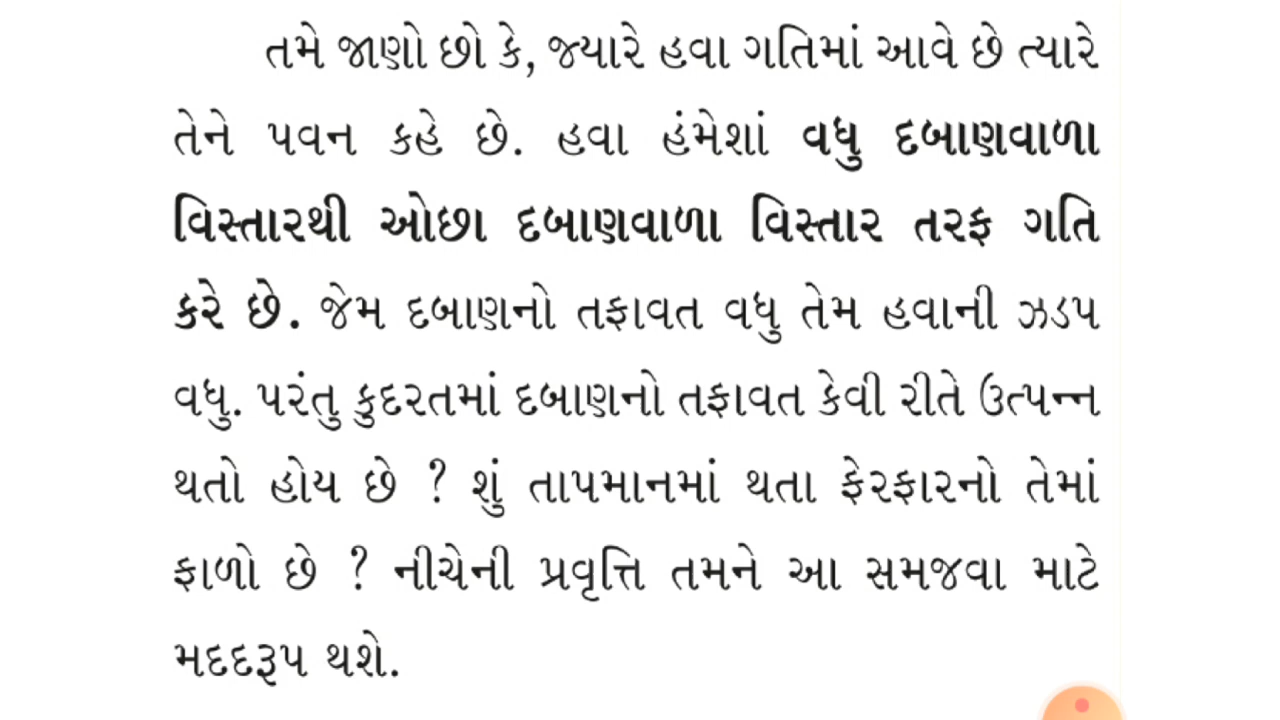 તમે જાણો છો કે, જ્યારે હવા ગતિમાં આવે છે ત્યારે
તેને પવન કહે છે. હવા હંમેશાં વધુ દબાણવાળા
વિસ્તારથી ઓછા દબાણવાળા વિસ્તાર તરફ ગતિ
કરે છે. જેમ દબાણનો તફાવત વધુ તેમ હવાની ઝડપ
વધુ. પરંતુ કુદરતમાં દબાણનો તફાવત કેવી રીતે ઉત્પન્ન
થતો હોય છે ? શું તાપમાનમાં થતા ફેરફારનો તેમાં
ફાળો છે ? નીચેની પ્રવૃત્તિ તમને આ સમજવા માટે
મદદરૂપ થશે.